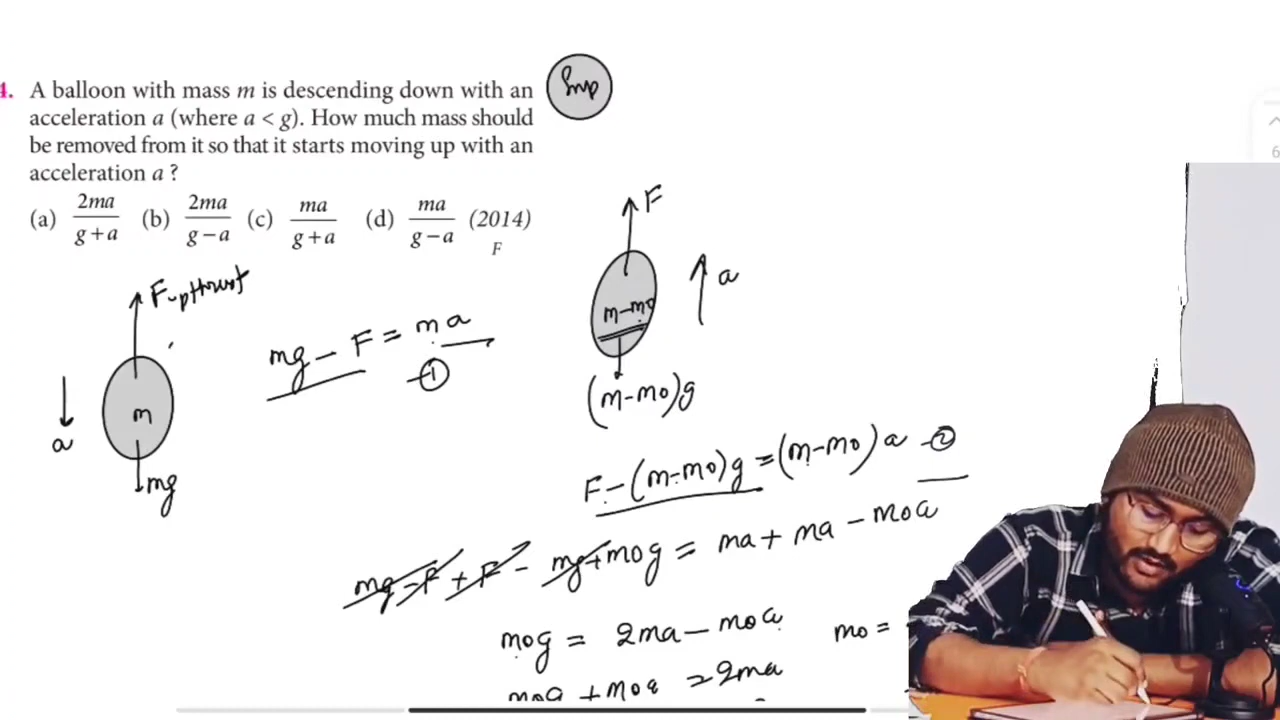 4. A balloon with mass m is descending down with an
acceleration a (where a < g). How much mass should
be removed from it so that it starts moving up with an
acceleration a ?
(a) 2ma/g+a (b) 2ma/g−a (c) ma/g+a (d) ma/g−a (2014)
F
Imp
F
m-mo
a
(m-mo)g
F-upthrust
mg - F = ma
①
a
m
mg
F-(m-mo)g = (m-mo)a -②
mg-F+F-mg+mog = ma+ma-moa
mog = 2ma-moa
mo =
=2ma
6